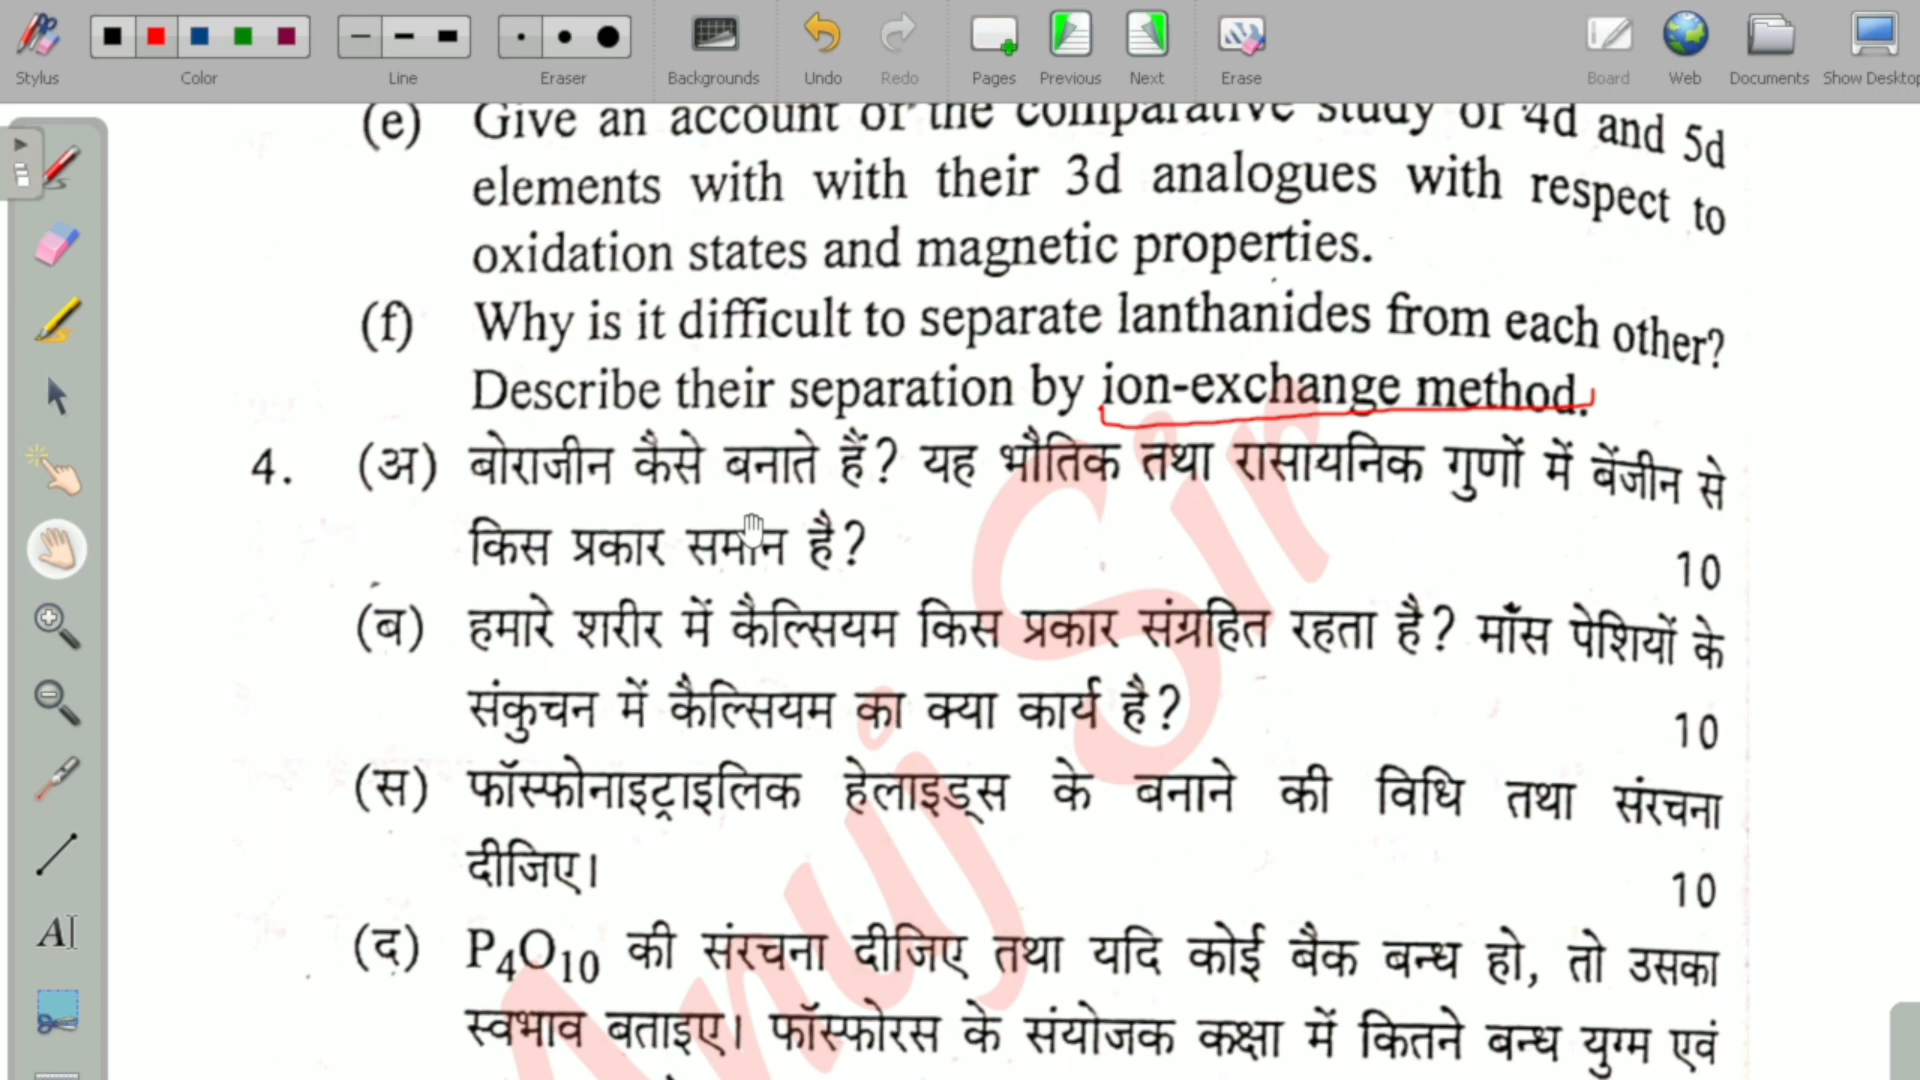 Stylus Color Line Eraser Backgrounds Undo Redo Pages Previous Next Erase Board Web Documents Show Desktop
(e) Give an account of the comparative study of 4d and 5d
elements with with their 3d analogues with respect to
oxidation states and magnetic properties.
(f) Why is it difficult to separate lanthanides from each other?
Describe their separation by ion-exchange method.
4. (अ) बोराजीन कैसे बनाते हैं? यह भौतिक तथा रासायनिक गुणों में बेंजीन से
किस प्रकार समान है? 10
(ब) हमारे शरीर में कैल्सियम किस प्रकार संग्रहित रहता है? माँस पेशियों के
संकुचन में कैल्सियम का क्या कार्य है? 10
(स) फॉस्फोनाइट्राइलिक हेलाइड्स के बनाने की विधि तथा संरचना
दीजिए। 10
(द) P₄O₁₀ की संरचना दीजिए तथा यदि कोई बैक बन्ध हो, तो उसका
स्वभाव बताइए। फॉस्फोरस के संयोजक कक्षा में कितने बन्ध युग्म एवं
Anuj Sir